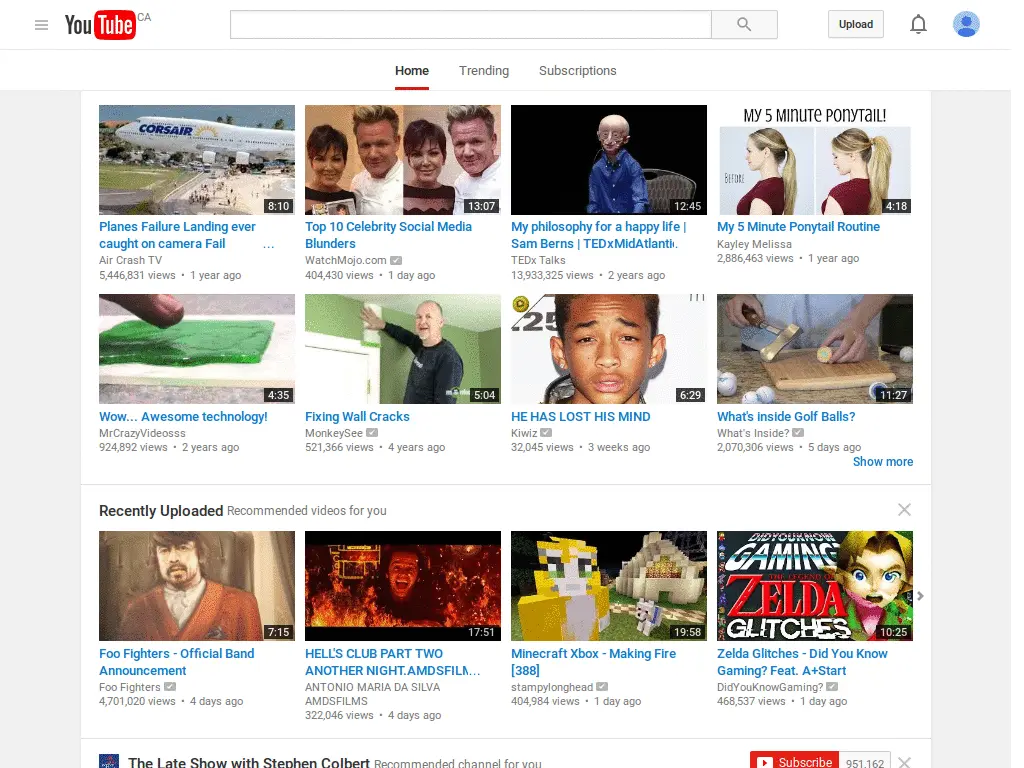 YouTube CA
Upload
Home Trending Subscriptions
CORSAIR
8:10
13:07
12:45
MY 5 MINUTE PONYTAIL!
BEFORE
4:18
Planes Failure Landing ever
caught on camera Fail ...
Air Crash TV
5,446,831 views • 1 year ago
Top 10 Celebrity Social Media
Blunders
WatchMojo.com
404,430 views • 1 day ago
My philosophy for a happy life |
Sam Berns | TEDxMidAtlanti.
TEDx Talks
13,933,325 views • 2 years ago
My 5 Minute Ponytail Routine
Kayley Melissa
2,886,463 views • 1 year ago
4:35
5:04
25
6:29
11:27
Wow... Awesome technology!
MrCrazyVideosss
924,892 views • 2 years ago
Fixing Wall Cracks
MonkeySee
521,366 views • 4 years ago
HE HAS LOST HIS MIND
Kiwiz
32,045 views • 3 weeks ago
What's inside Golf Balls?
What's Inside?
2,070,306 views • 5 days ago
Show more
Recently Uploaded Recommended videos for you
7:15
17:51
19:58
DIDYOUKNOW
GAMING
THE LEGEND OF
ZELDA
GLITCHES
10:25
Foo Fighters - Official Band
Announcement
Foo Fighters
4,701,020 views • 4 days ago
HELL'S CLUB PART TWO
ANOTHER NIGHT.AMDSFILM...
ANTONIO MARIA DA SILVA
AMDSFILMS
322,046 views • 4 days ago
Minecraft Xbox - Making Fire
[388]
stampylonghead
404,984 views • 1 day ago
Zelda Glitches - Did You Know
Gaming? Feat. A+Start
DidYouKnowGaming?
468,537 views • 1 day ago
The Late Show with Stephen Colbert Recommended channel for you
Subscribe 951,162